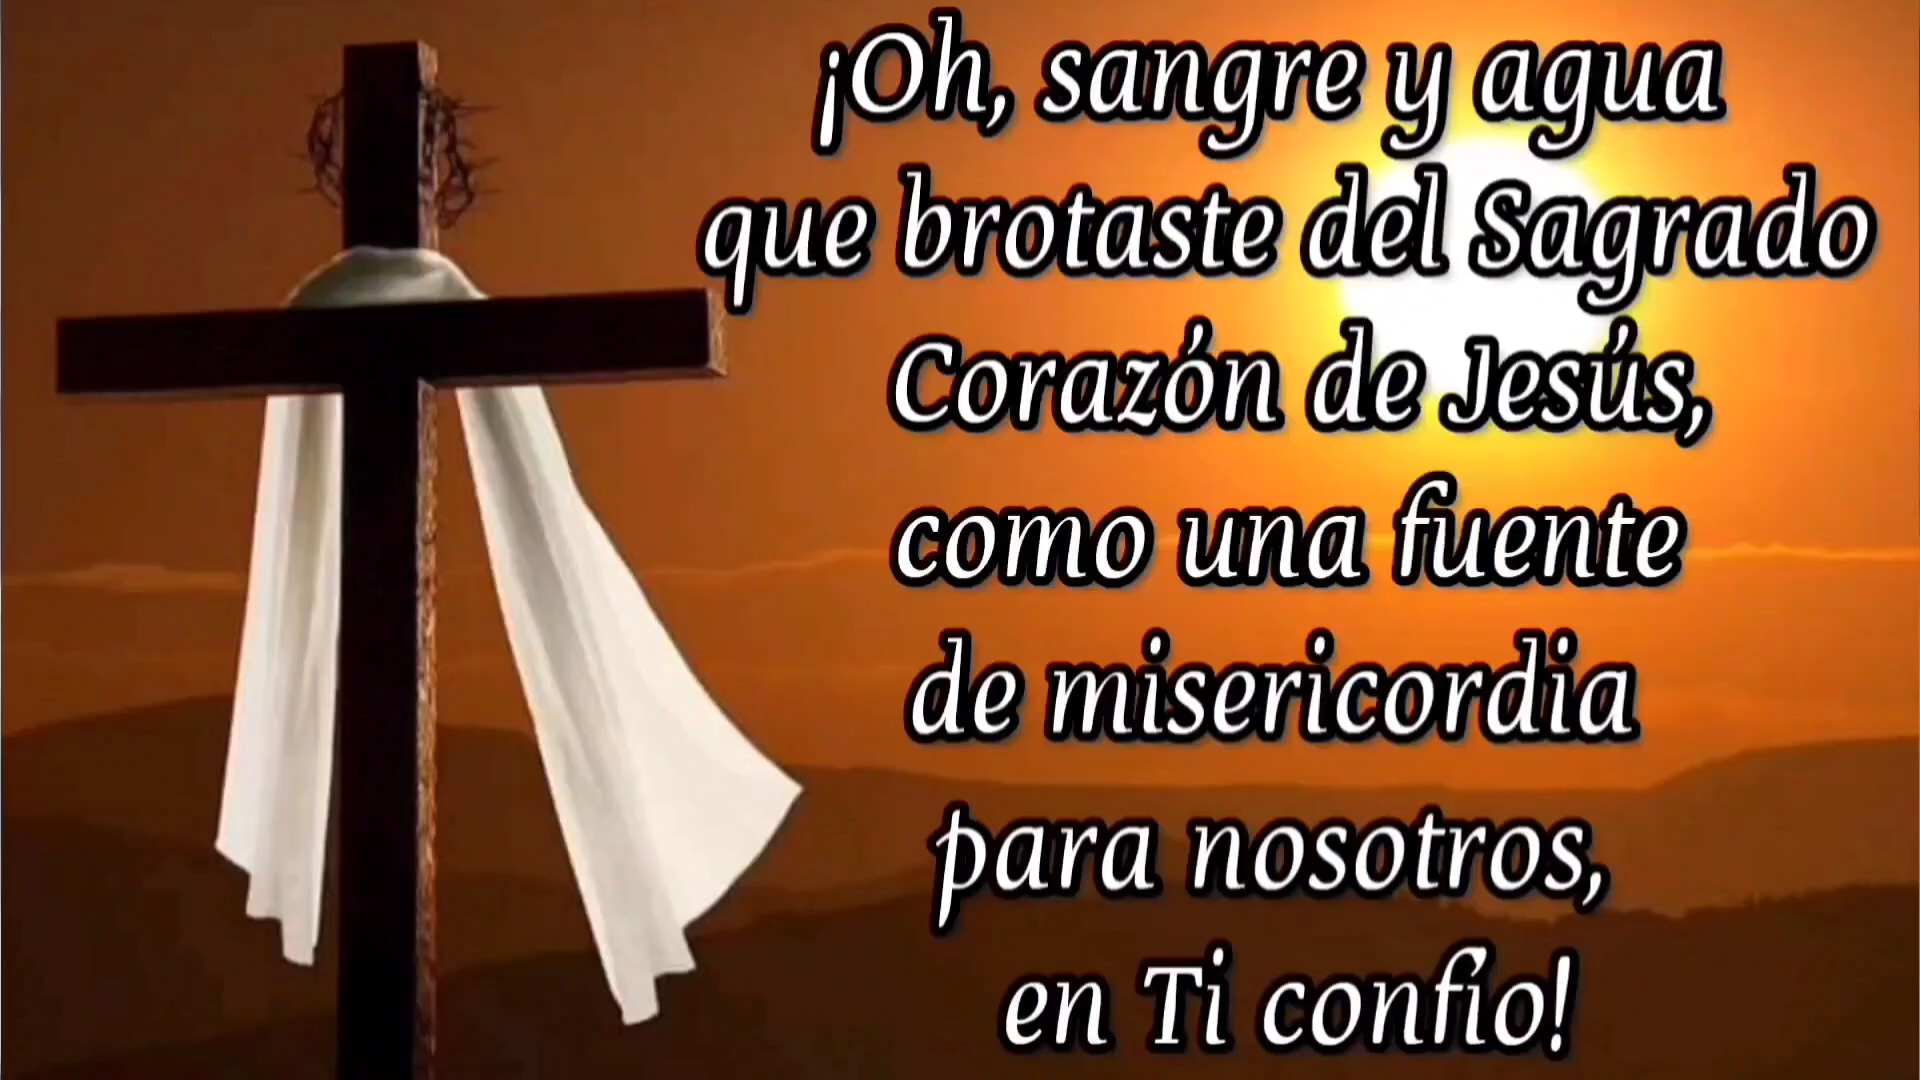 ¡Oh, sangre y agua
que brotaste del Sagrado
Corazón de Jesús,
como una fuente
de misericordia
para nosotros,
en Ti confío!